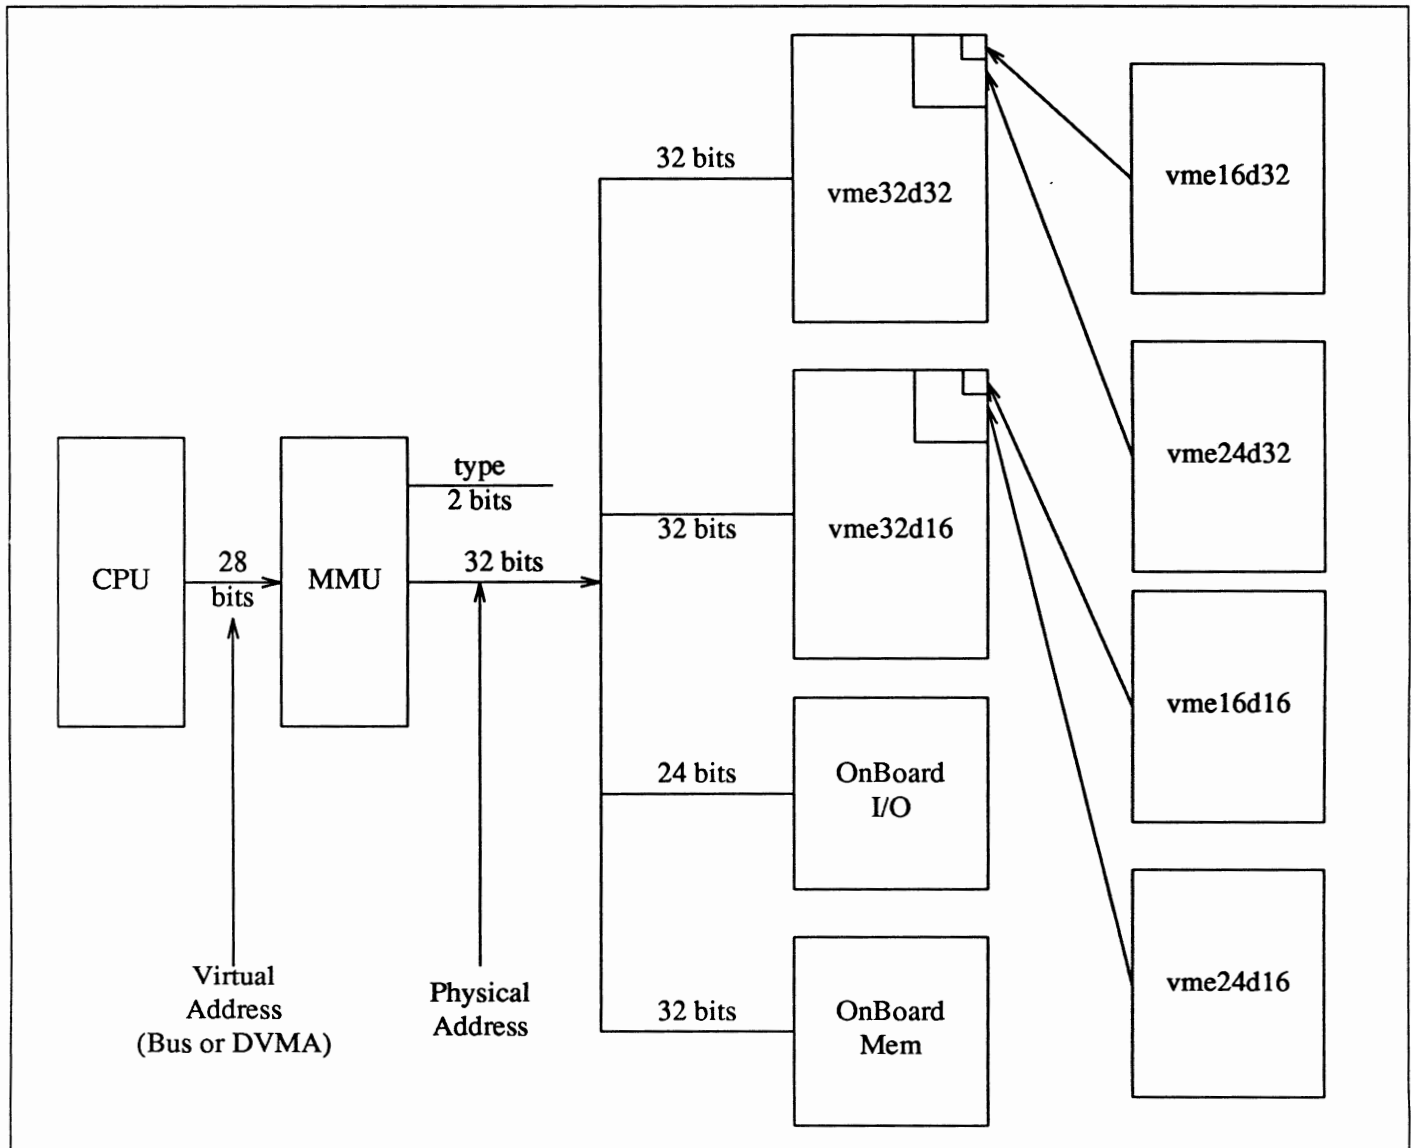 32 bits
vme32d32
vme16d32
32 bits
vme32d16
vme24d32
type
2 bits
CPU
28
bits
MMU
32 bits
vme16d16
24 bits
OnBoard
I/O
Virtual
Address
(Bus or DVMA)
Physical
Address
32 bits
OnBoard
Mem
vme24d16